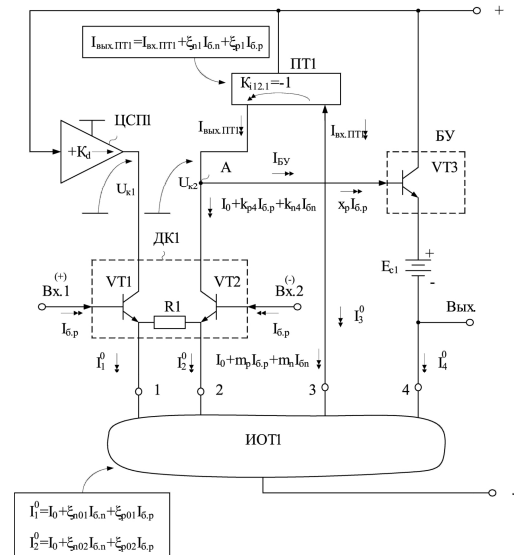 +
Iвых.ПТ1=Iвх.ПТ1+ξn1Iб.n+ξp1Iб.p
ПТ1
Ki12.1=-1
ЦСП1
+Kd
Iвых.ПТ1
Iвх.ПТ1
БУ
VT3
A
IБУ
Uк1
Uк2
I0+kp4Iб.p+kn4Iбn
xpIб.p
ДК1
Ec1
+
-
(+)
Вх.1
VT1
R1
VT2
(-)
Вх.2
Iб.p
Iб.p
Вых.
I₁⁰
I₂⁰
I0+mpIб.p+mnIбn
I₃⁰
I₄⁰
1
2
3
4
ИОТ1
-
I₁⁰=I0+ξn01Iб.n+ξp01Iб.p
I₂⁰=I0+ξn02Iб.n+ξp02Iб.p